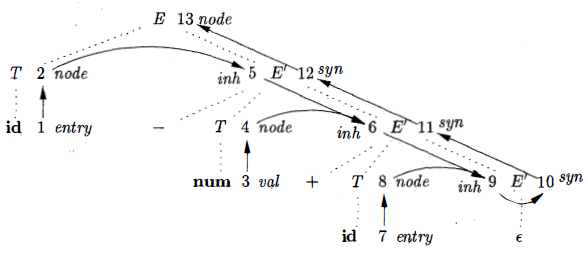 E 13 node
T 2 node inh 5 E' 12 syn
id 1 entry − T 4 node inh 6 E' 11 syn
num 3 val + T 8 node inh 9 E' 10 syn
id 7 entry ϵ